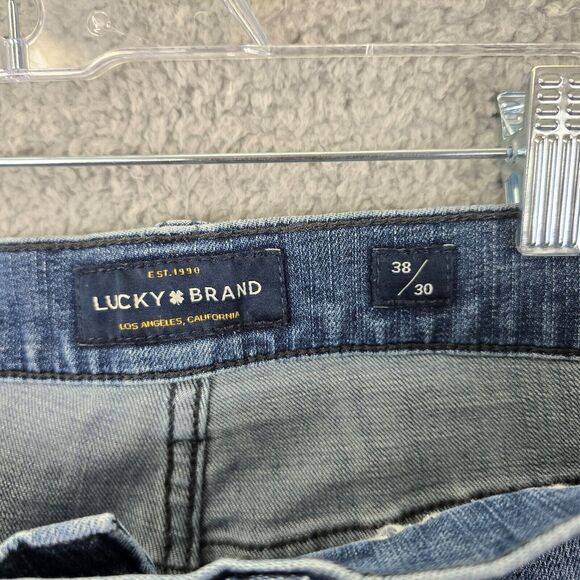 EST.1990
LUCKY BRAND
LOS ANGELES, CALIFORNIA
38/30